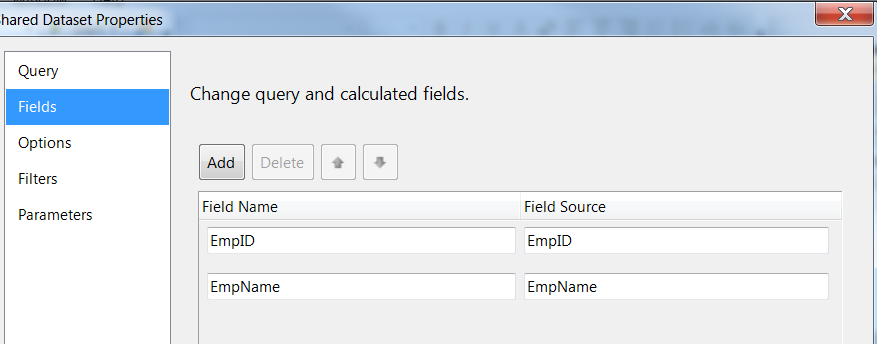 Shared Dataset Properties
Query
Fields
Options
Filters
Parameters
Change query and calculated fields.
Add Delete
Field Name Field Source
EmpID EmpID
EmpName EmpName